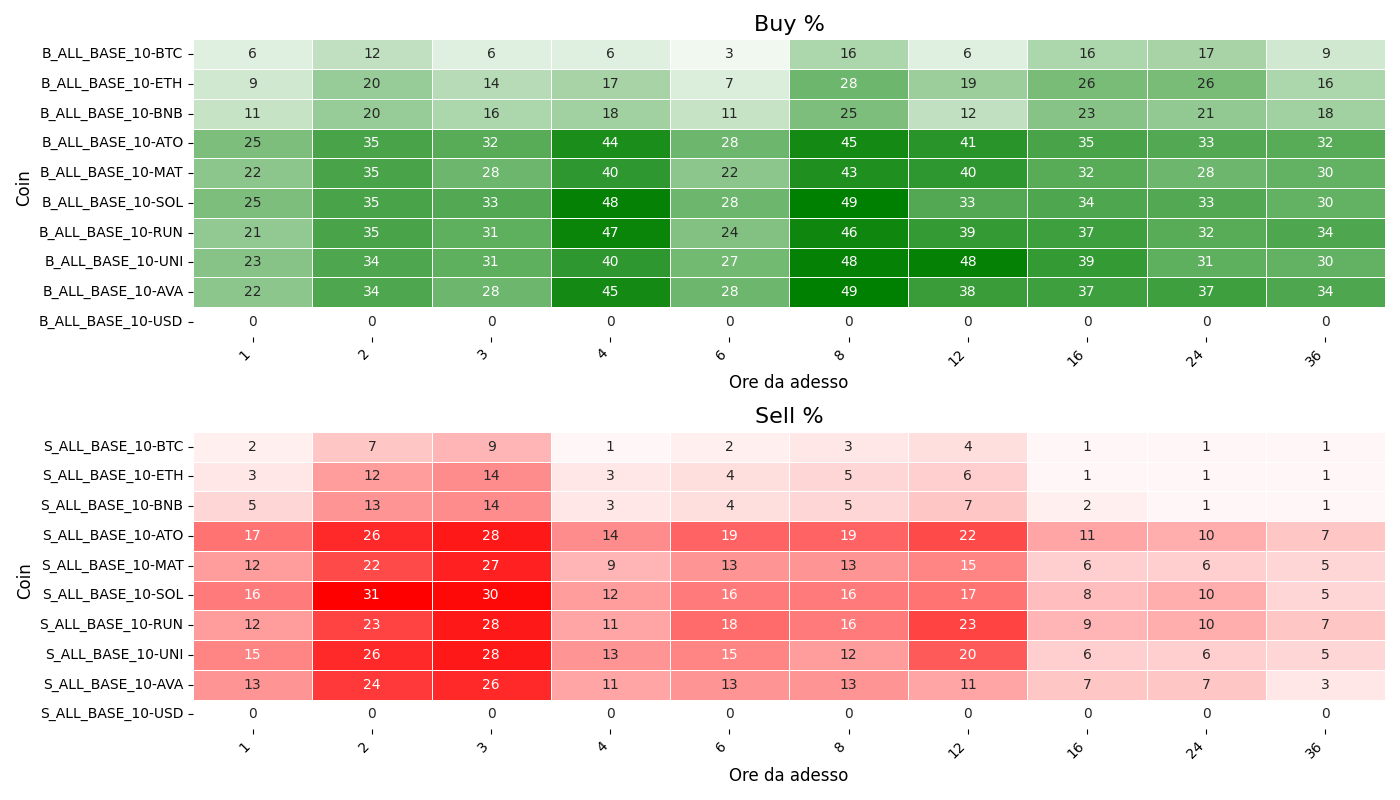 Buy %
Coin
B_ALL_BASE_10-BTC 6 12 6 6 3 16 6 16 17 9
B_ALL_BASE_10-ETH 9 20 14 17 7 28 19 26 26 16
B_ALL_BASE_10-BNB 11 20 16 18 11 25 12 23 21 18
B_ALL_BASE_10-ATO 25 35 32 44 28 45 41 35 33 32
B_ALL_BASE_10-MAT 22 35 28 40 22 43 40 32 28 30
B_ALL_BASE_10-SOL 25 35 33 48 28 49 33 34 33 30
B_ALL_BASE_10-RUN 21 35 31 47 24 46 39 37 32 34
B_ALL_BASE_10-UNI 23 34 31 40 27 48 48 39 31 30
B_ALL_BASE_10-AVA 22 34 28 45 28 49 38 37 37 34
B_ALL_BASE_10-USD 0 0 0 0 0 0 0 0 0 0
1 2 3 4 6 8 12 16 24 36
Ore da adesso
Sell %
Coin
S_ALL_BASE_10-BTC 2 7 9 1 2 3 4 1 1 1
S_ALL_BASE_10-ETH 3 12 14 3 4 5 6 1 1 1
S_ALL_BASE_10-BNB 5 13 14 3 4 5 7 2 1 1
S_ALL_BASE_10-ATO 17 26 28 14 19 19 22 11 10 7
S_ALL_BASE_10-MAT 12 22 27 9 13 13 15 6 6 5
S_ALL_BASE_10-SOL 16 31 30 12 16 16 17 8 10 5
S_ALL_BASE_10-RUN 12 23 28 11 18 16 23 9 10 7
S_ALL_BASE_10-UNI 15 26 28 13 15 12 20 6 6 5
S_ALL_BASE_10-AVA 13 24 26 11 13 13 11 7 7 3
S_ALL_BASE_10-USD 0 0 0 0 0 0 0 0 0 0
1 2 3 4 6 8 12 16 24 36
Ore da adesso